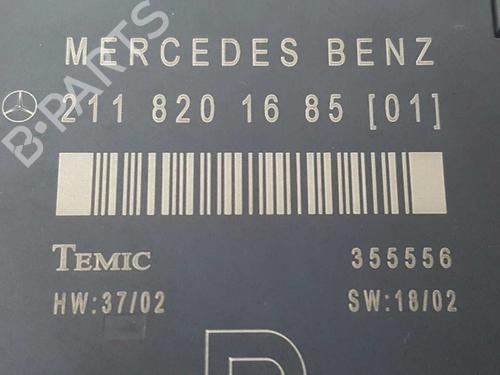 MERCEDES BENZ
211 820 16 85 [01]
TEMIC 355556
HW:37/02 SW:18/02
B-PARTS